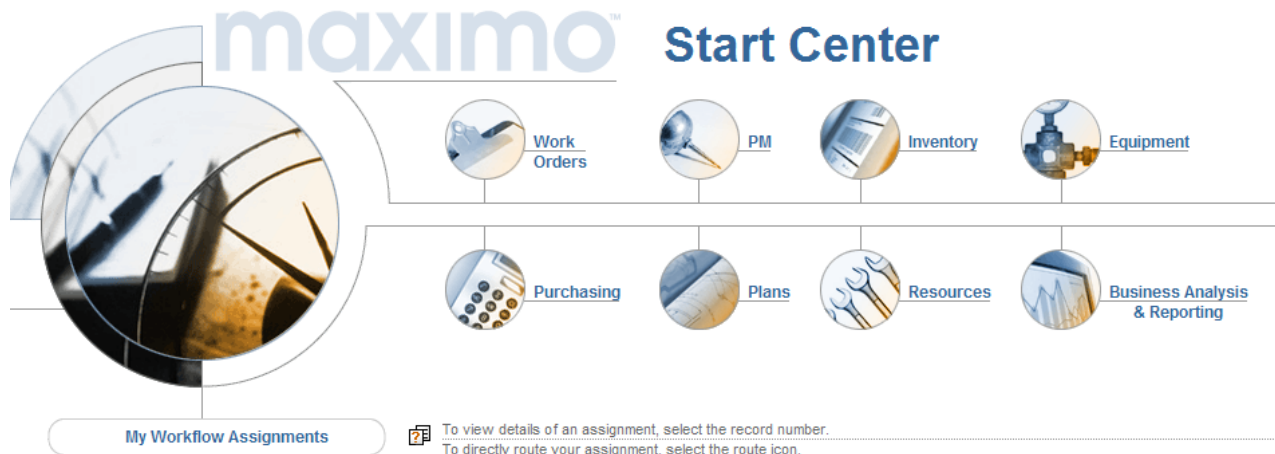 maximo™
Start Center
Work
Orders
PM
Inventory
Equipment
Purchasing
Plans
Resources
Business Analysis
& Reporting
My Workflow Assignments
To view details of an assignment, select the record number.
To directly route your assignment, select the route icon.